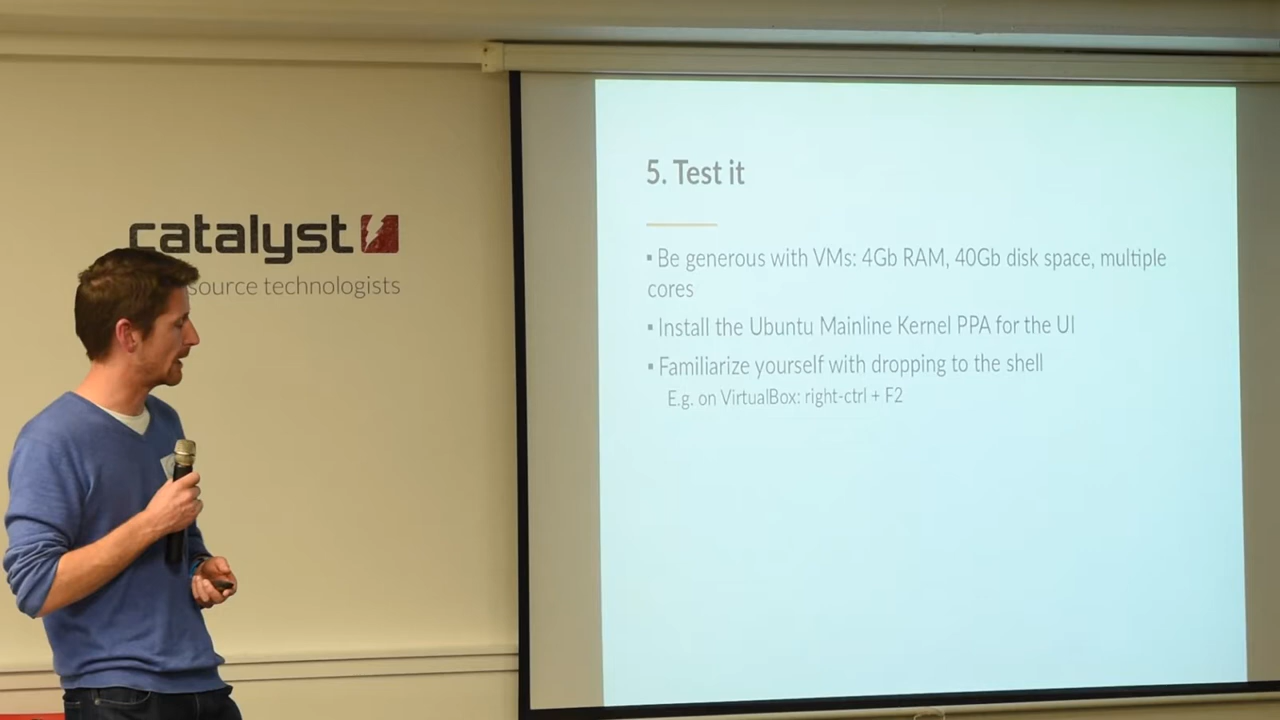 catalyst
source technologists
5. Test it
▪ Be generous with VMs: 4Gb RAM, 40Gb disk space, multiple
cores
▪ Install the Ubuntu Mainline Kernel PPA for the UI
▪ Familiarize yourself with dropping to the shell
E.g. on VirtualBox: right-ctrl + F2